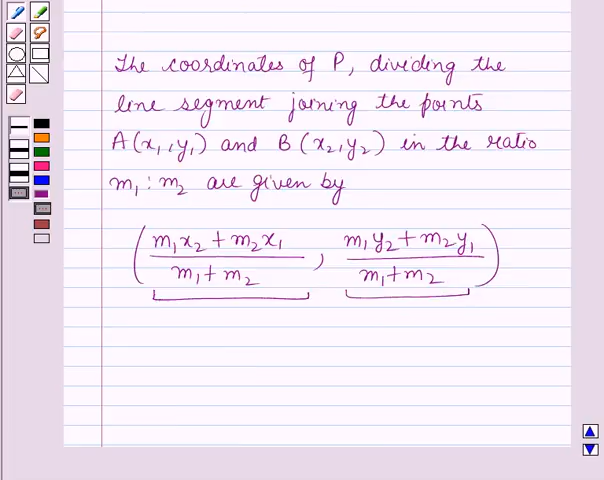 The coordinates of P, dividing the
line segment joining the points
A(x₁,y₁) and B(x₂,y₂) in the ratio
m₁ : m₂ are given by
( (m₁x₂ + m₂x₁)/(m₁ + m₂) , (m₁y₂ + m₂y₁)/(m₁ + m₂) )